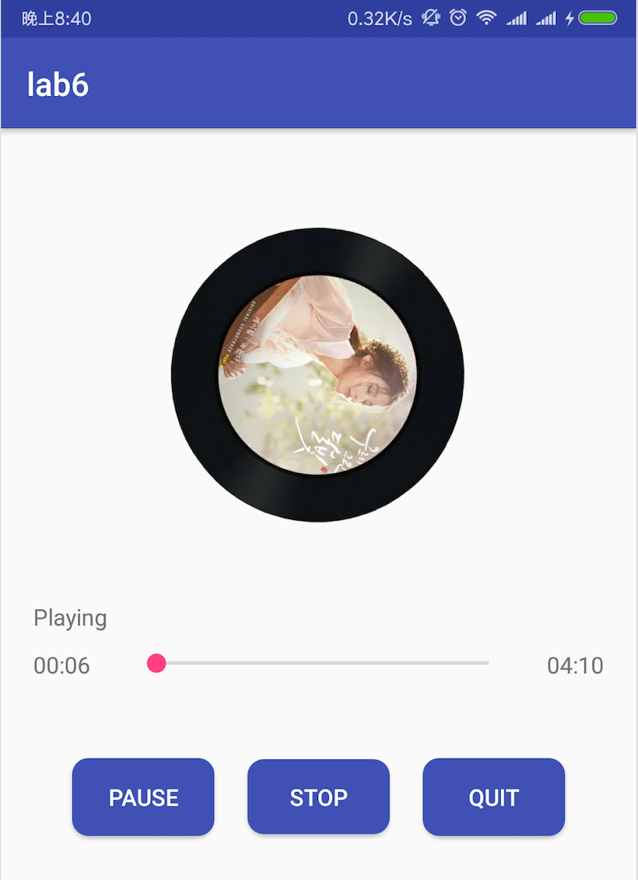 晚上8:40 0.32K/s
lab6
Playing
00:06 04:10
PAUSE STOP QUIT